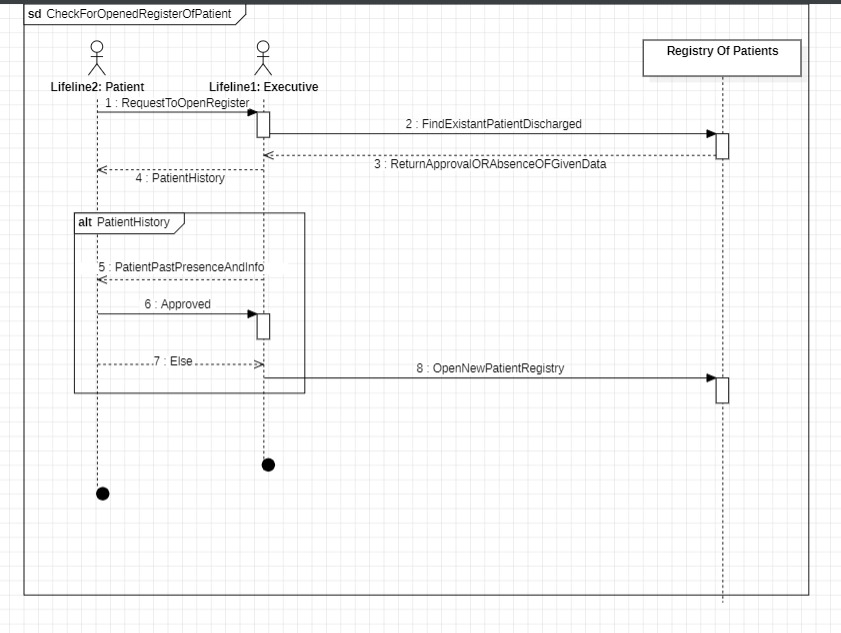 sd CheckForOpenedRegisterOfPatient
Registry Of Patients
Lifeline2: Patient
Lifeline1: Executive
1 : RequestToOpenRegister
2 : FindExistantPatientDischarged
3 : ReturnApprovalORAbsenceOFGivenData
4 : PatientHistory
alt PatientHistory
5 : PatientPastPresenceAndInfo
6 : Approved
7 : Else
8 : OpenNewPatientRegistry